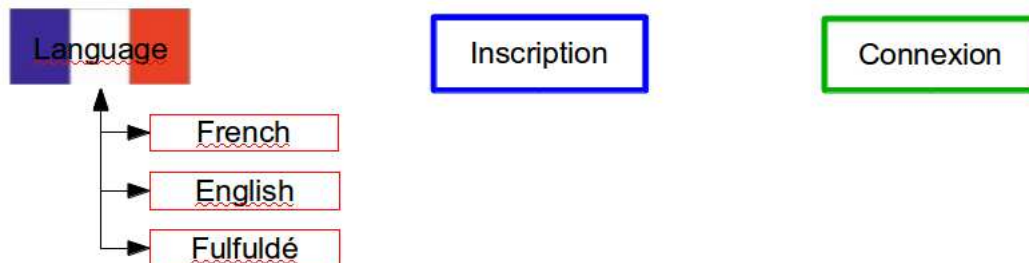 Language
Inscription
Connexion
French
English
Fulfuldé